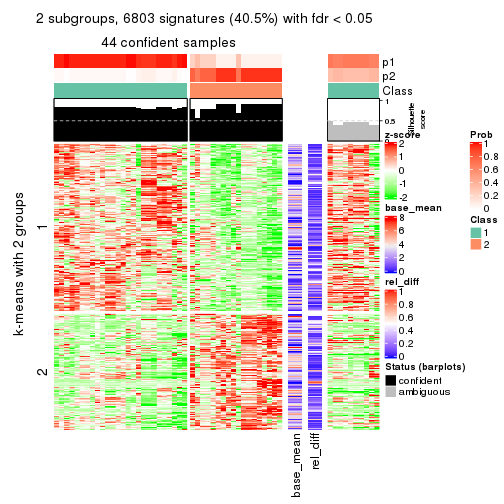 2 subgroups, 6803 signatures (40.5%) with fdr < 0.05
44 confident samples
p1
p2
Class
1
0.5
0
Silhouette
score
k-means with 2 groups
1
2
base_mean
rel_diff
z-score
2
1
0
-1
-2
base_mean
8
6
4
2
0
rel_diff
1
0.8
0.6
0.4
0.2
0
Status (barplots)
confident
ambiguous
Prob
1
0.8
0.6
0.4
0.2
0
Class
1
2